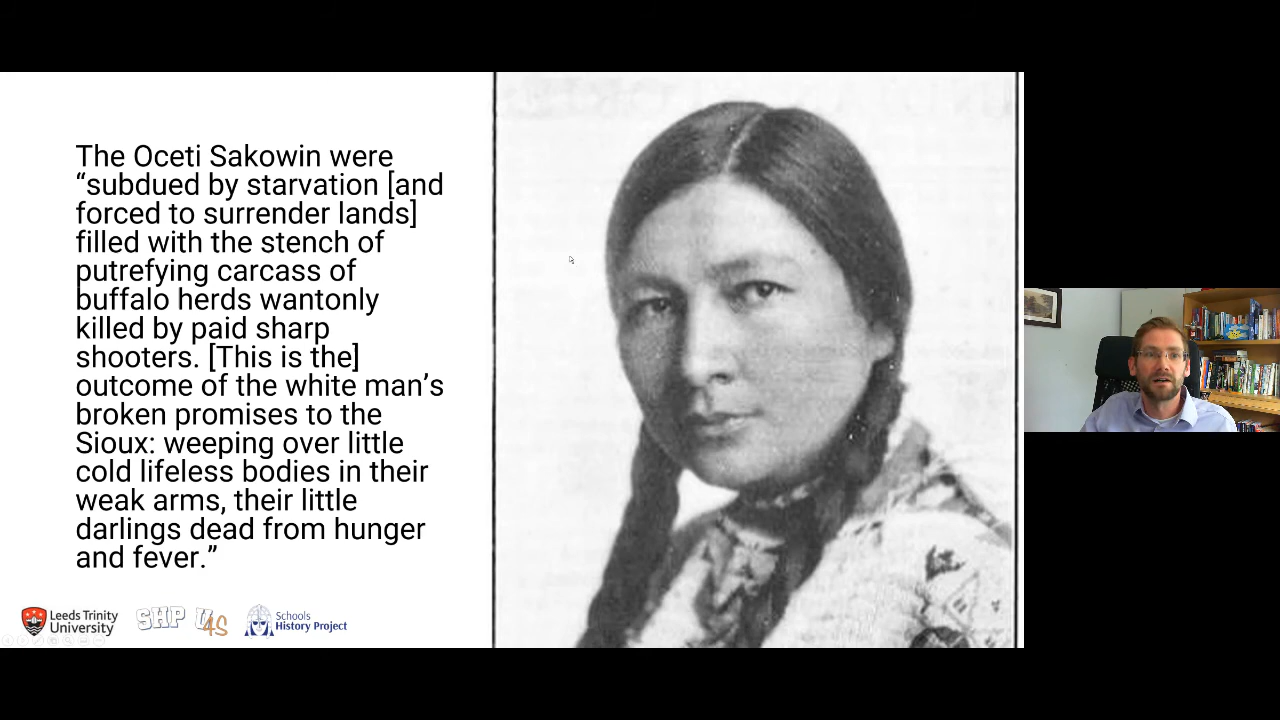 The Oceti Sakowin were
“subdued by starvation [and
forced to surrender lands]
filled with the stench of
putrefying carcass of
buffalo herds wantonly
killed by paid sharp
shooters. [This is the]
outcome of the white man’s
broken promises to the
Sioux: weeping over little
cold lifeless bodies in their
weak arms, their little
darlings dead from hunger
and fever.”
Leeds Trinity
University
SHP
U
4S
Schools
History Project